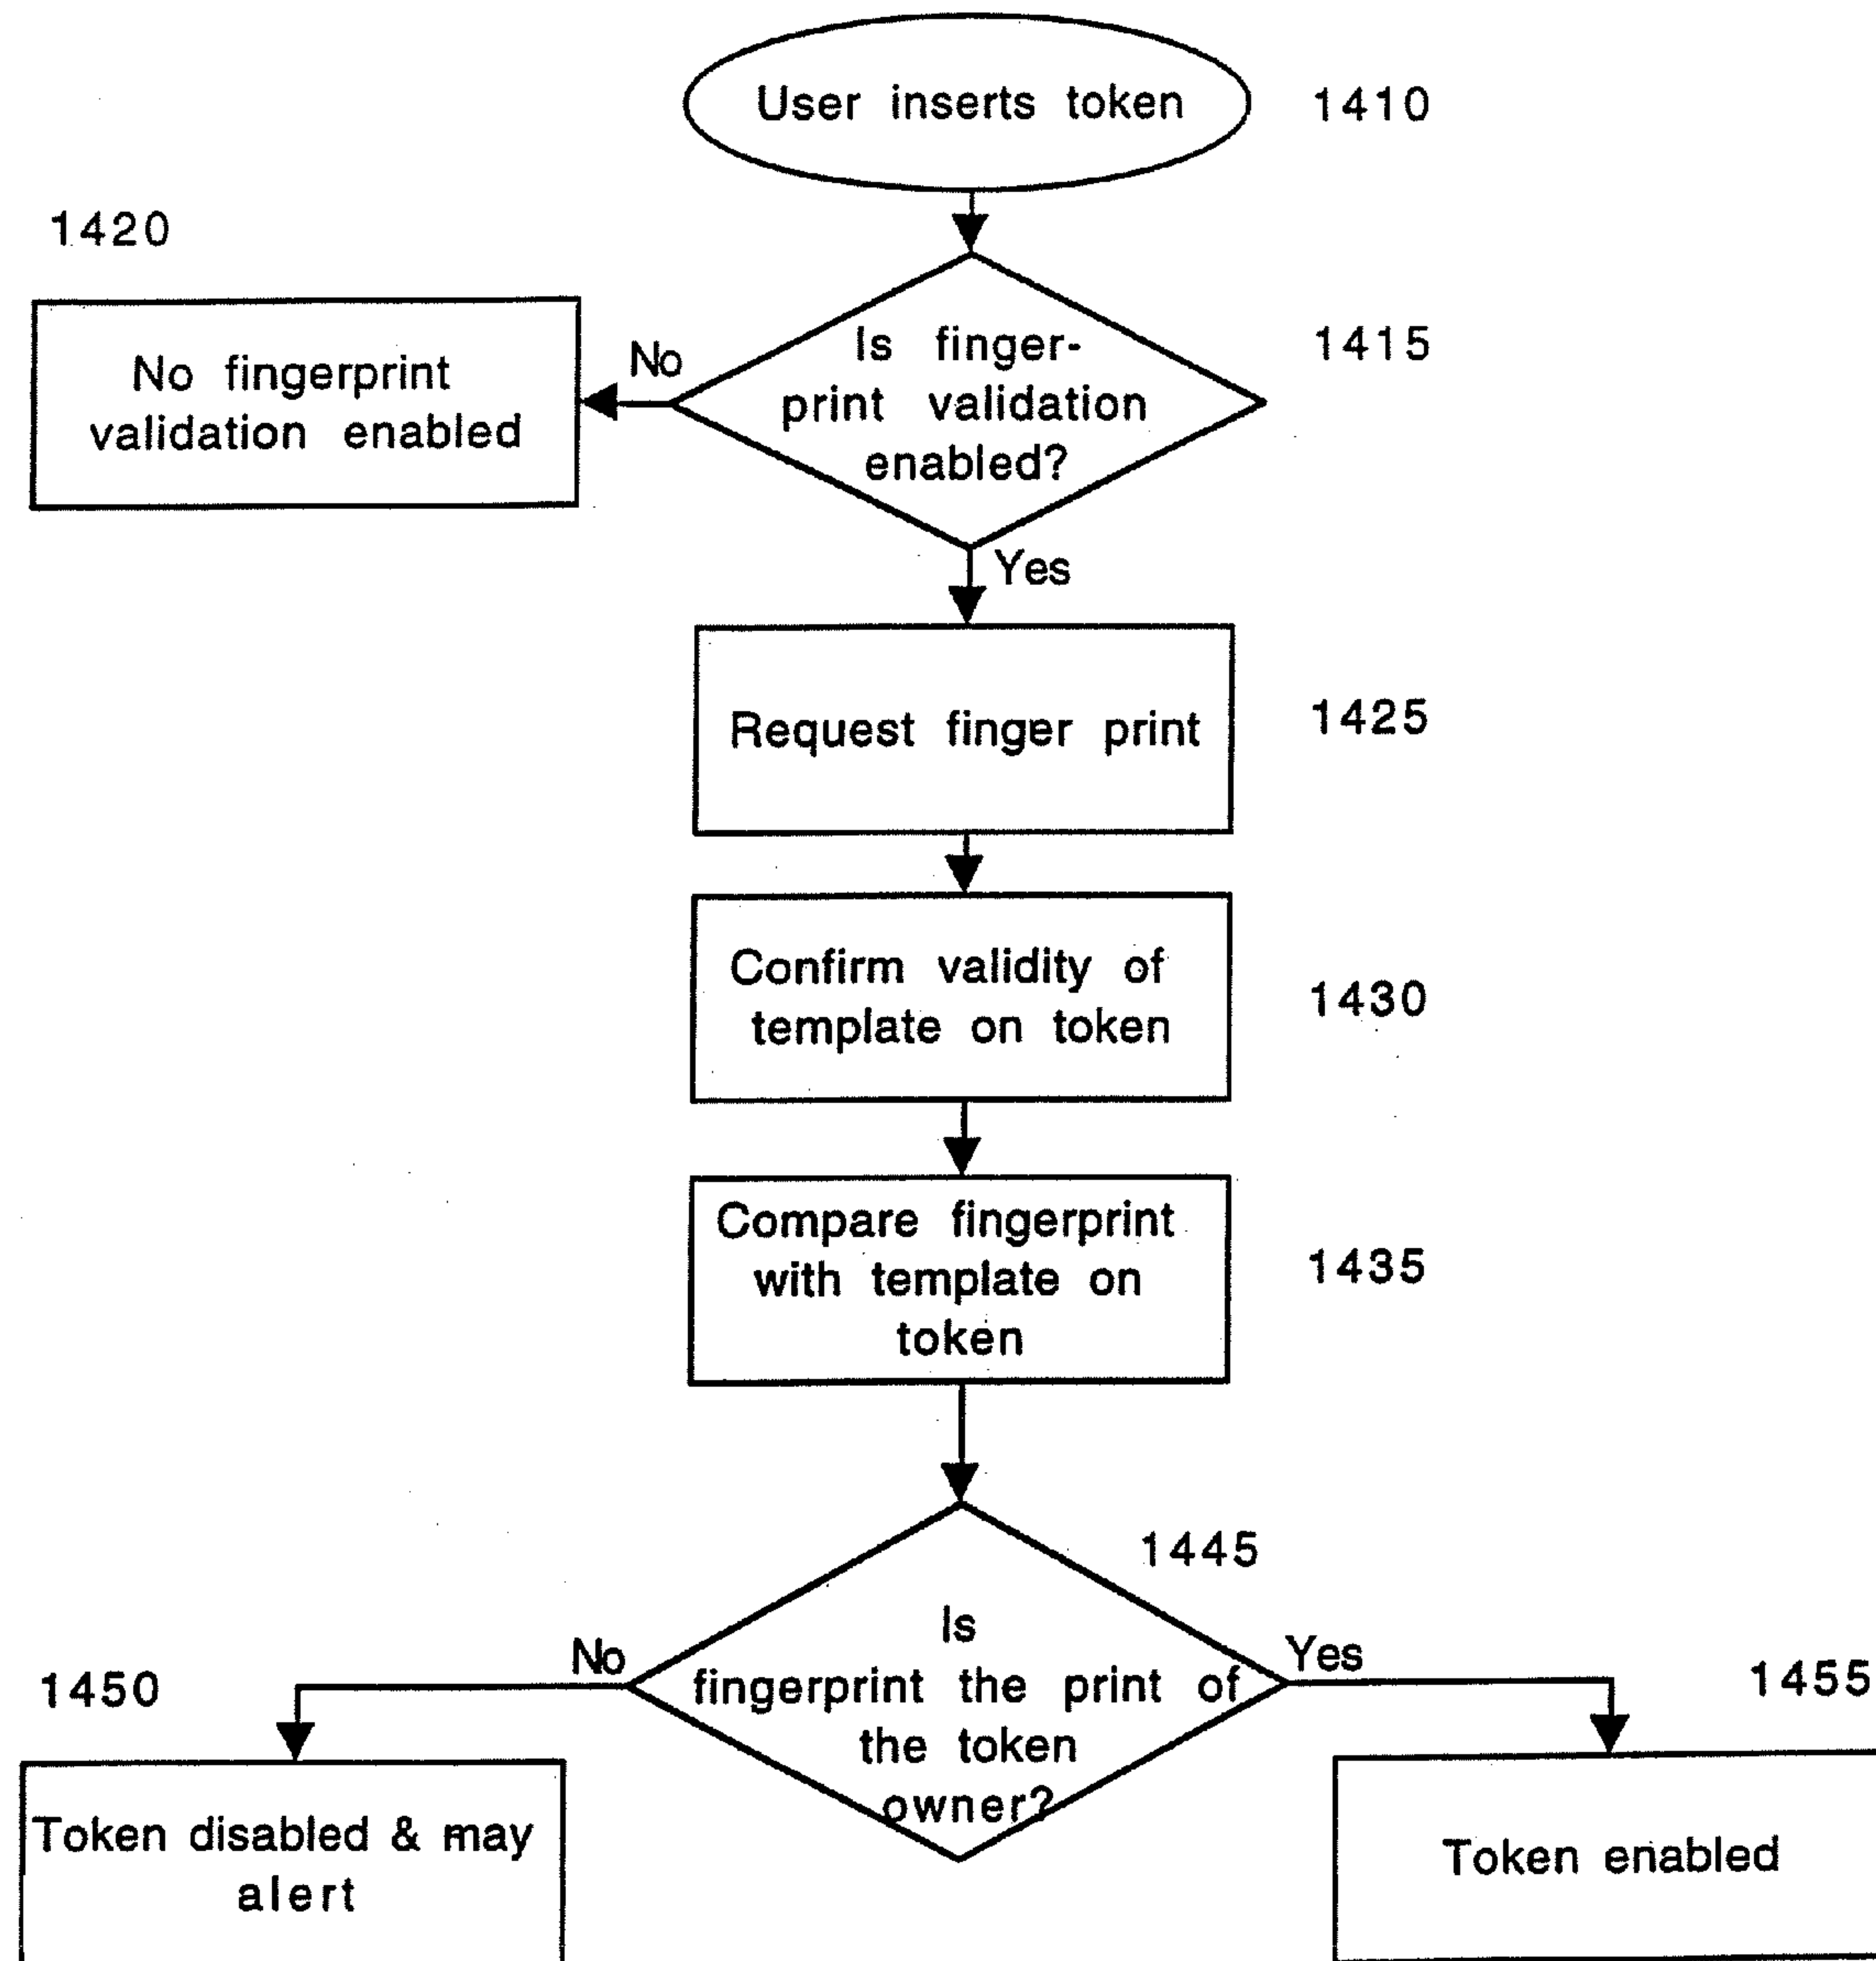 User inserts token
1410
1420
Is finger-
print validation
enabled?
1415
No
No fingerprint
validation enabled
Yes
Request finger print
1425
Confirm validity of
template on token
1430
Compare fingerprint
with template on
token
1435
1445
Is
fingerprint the print of
the token
owner?
No
Yes
1450
1455
Token disabled & may
alert
Token enabled